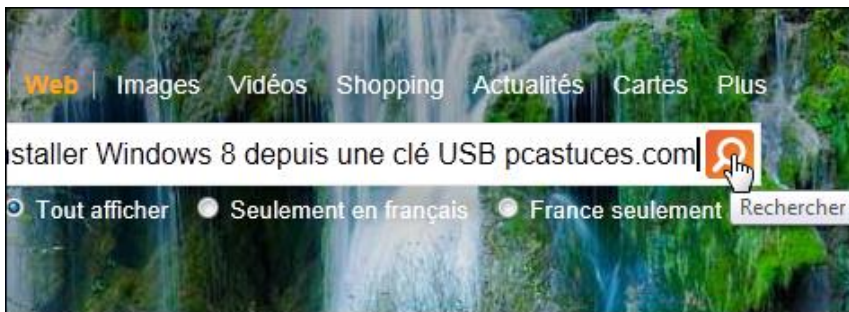 Web Images Vidéos Shopping Actualités Cartes Plus
nstaller Windows 8 depuis une clé USB pcastuces.com
Tout afficher Seulement en français France seulement Rechercher